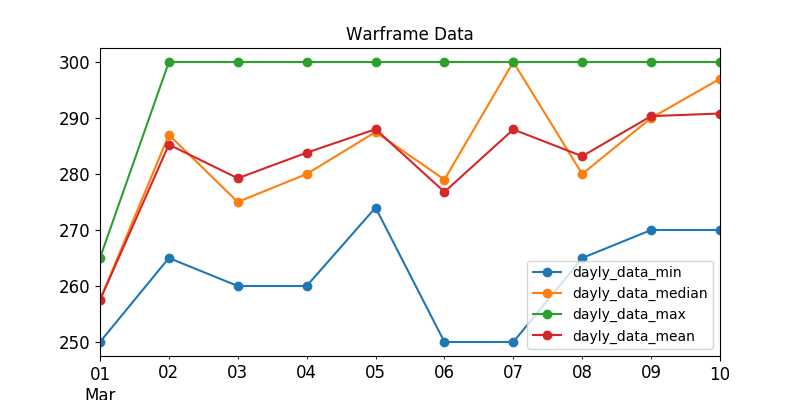 Warframe Data
300
290
280
270
260
250
dayly_data_min
dayly_data_median
dayly_data_max
dayly_data_mean
01 02 03 04 05 06 07 08 09 10
Mar